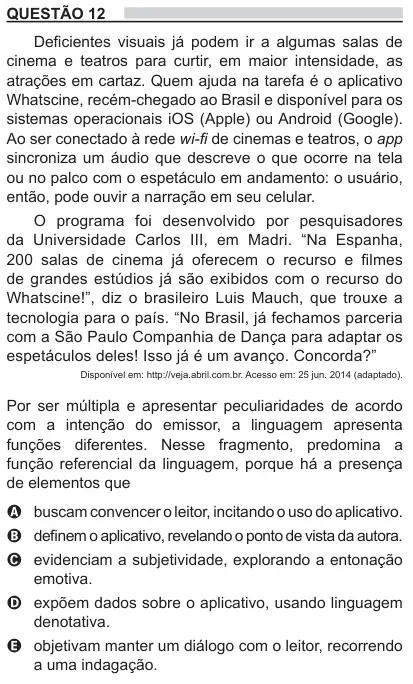 QUESTÃO 12
Deficientes visuais já podem ir a algumas salas de
cinema e teatros para curtir, em maior intensidade, as
atrações em cartaz. Quem ajuda na tarefa é o aplicativo
Whatscine, recém-chegado ao Brasil e disponível para os
sistemas operacionais iOS (Apple) ou Android (Google).
Ao ser conectado à rede wi-fi de cinemas e teatros, o app
sincroniza um áudio que descreve o que ocorre na tela
ou no palco com o espetáculo em andamento: o usuário,
então, pode ouvir a narração em seu celular.
O programa foi desenvolvido por pesquisadores
da Universidade Carlos III, em Madri. “Na Espanha,
200 salas de cinema já oferecem o recurso e filmes
de grandes estúdios já são exibidos com o recurso do
Whatscine!”, diz o brasileiro Luis Mauch, que trouxe a
tecnologia para o país. “No Brasil, já fechamos parceria
com a São Paulo Companhia de Dança para adaptar os
espetáculos deles! Isso já é um avanço. Concorda?”
Disponível em: http://veja.abril.com.br. Acesso em: 25 jun. 2014 (adaptado).
Por ser múltipla e apresentar peculiaridades de acordo
com a intenção do emissor, a linguagem apresenta
funções diferentes. Nesse fragmento, predomina a
função referencial da linguagem, porque há a presença
de elementos que
A buscam convencer o leitor, incitando o uso do aplicativo.
B definem o aplicativo, revelando o ponto de vista da autora.
C evidenciam a subjetividade, explorando a entonação
emotiva.
D expõem dados sobre o aplicativo, usando linguagem
denotativa.
E objetivam manter um diálogo com o leitor, recorrendo
a uma indagação.